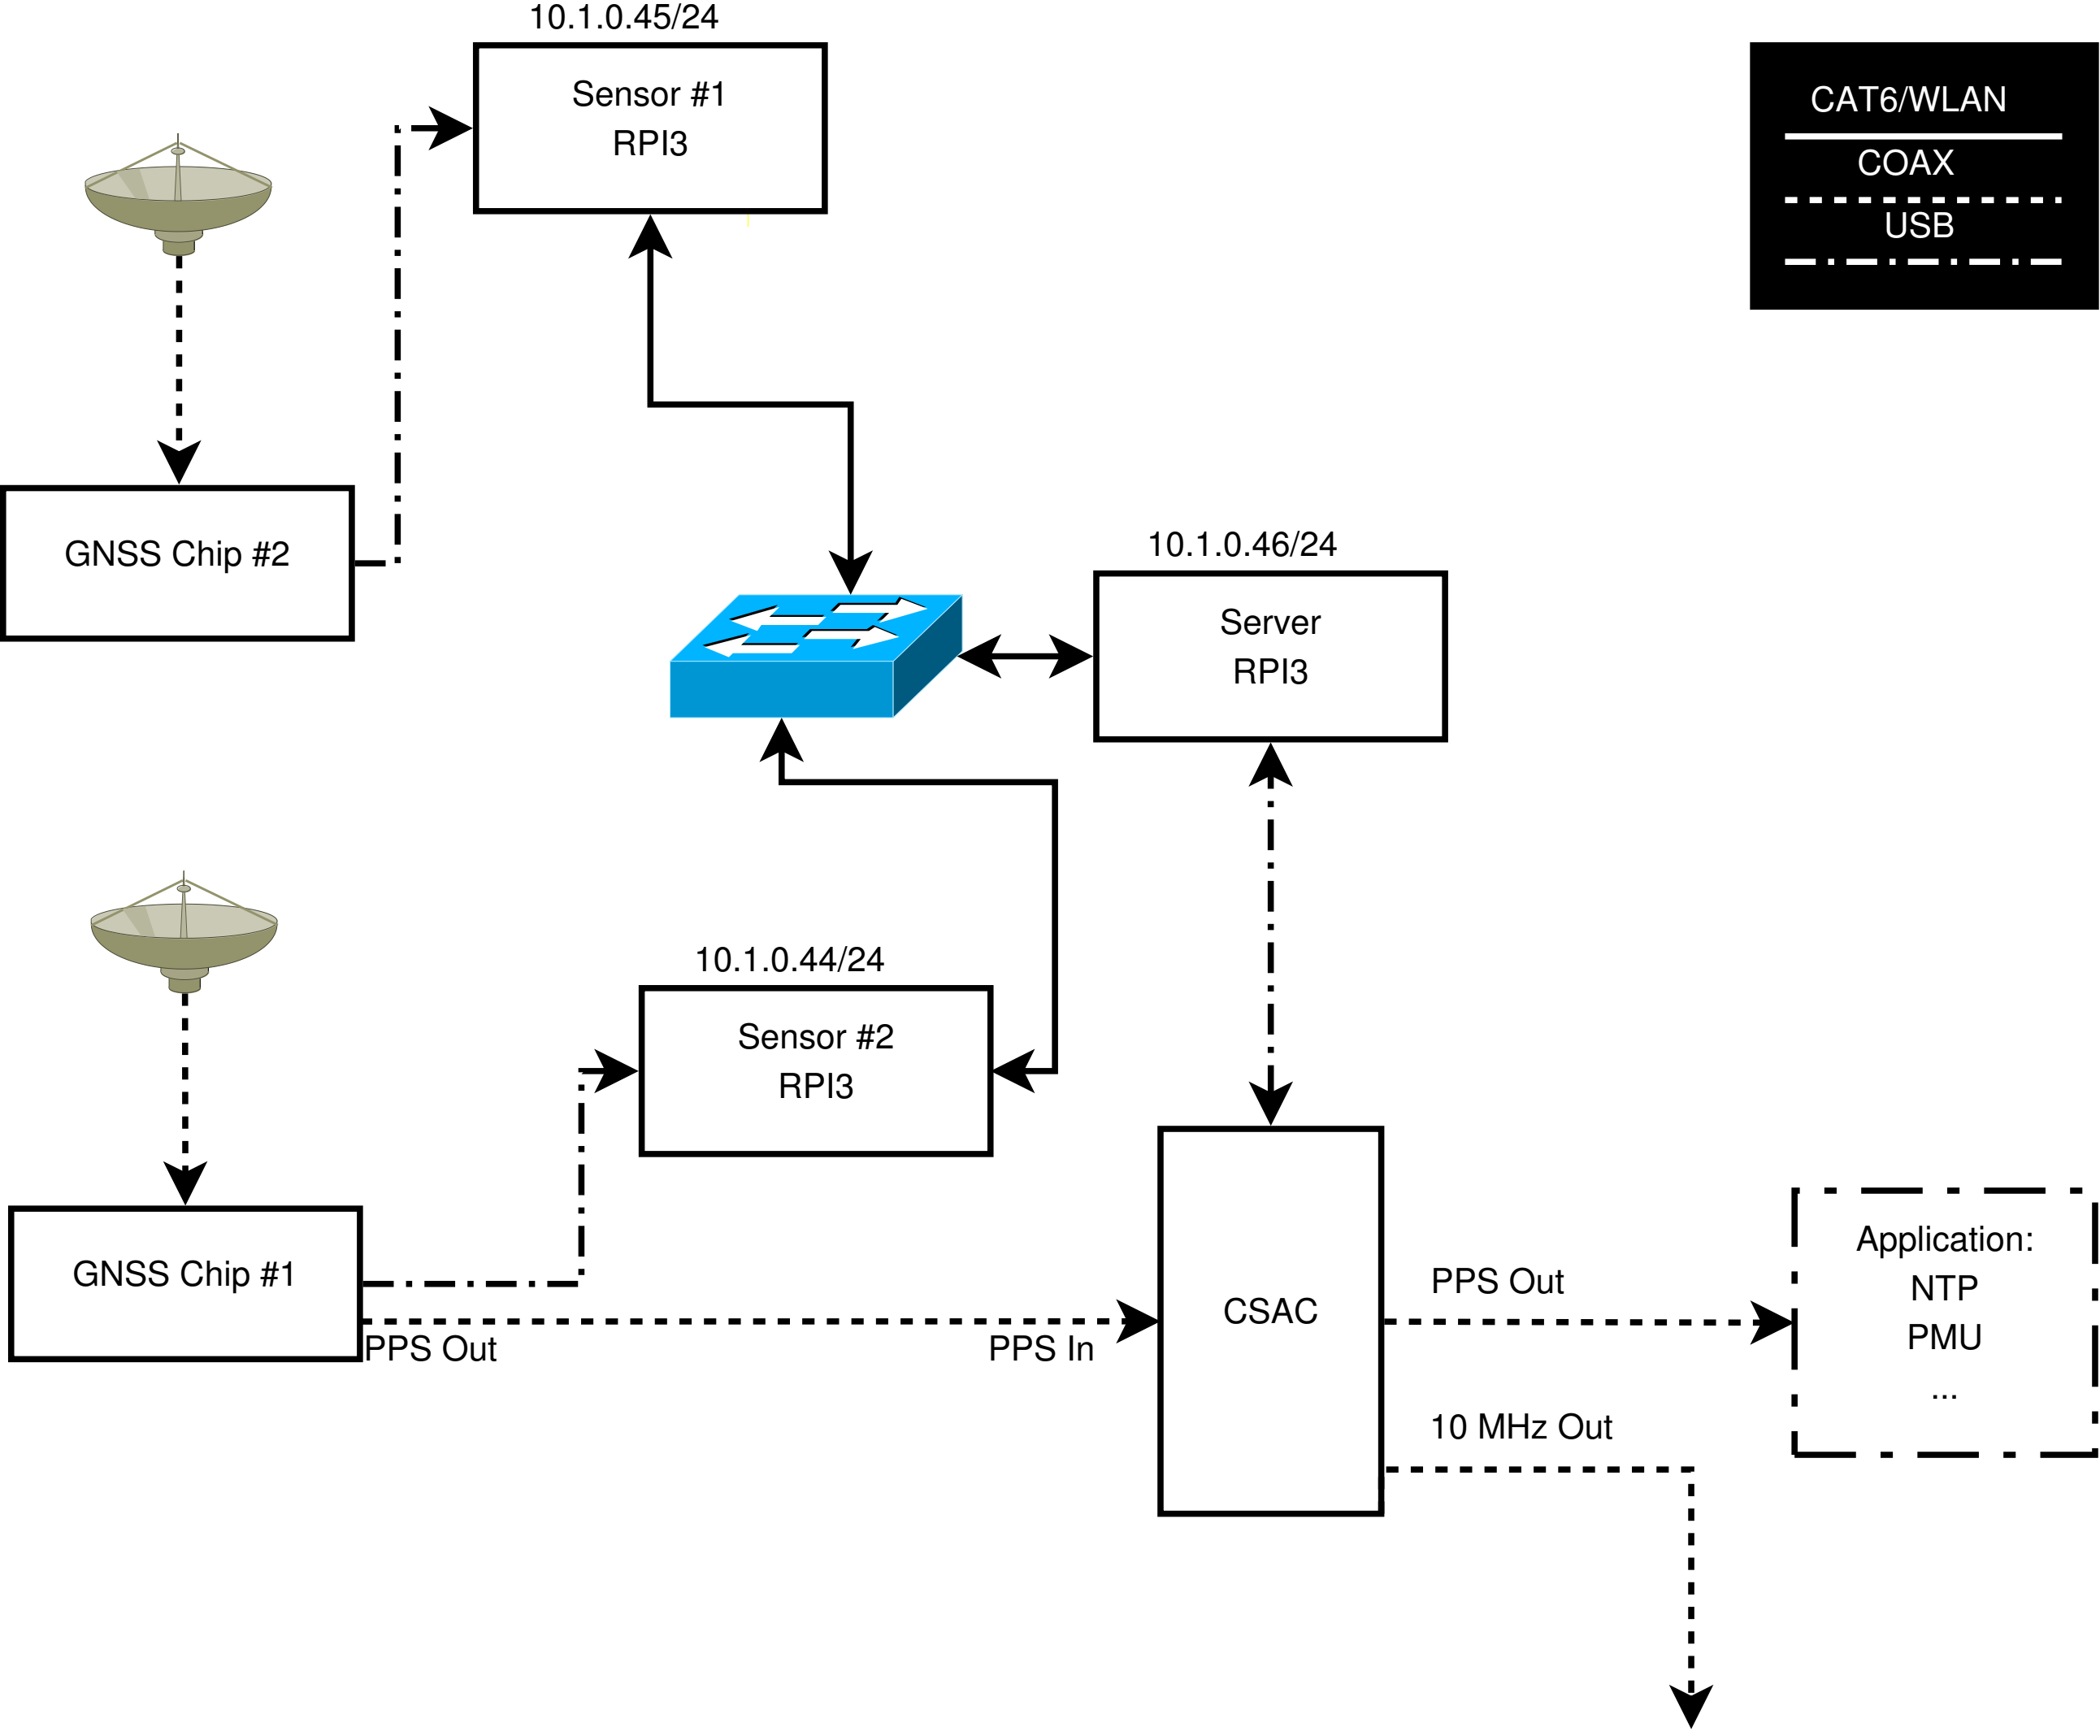 10.1.0.45/24
Sensor #1
RPI3
CAT6/WLAN
COAX
USB
GNSS Chip #2
10.1.0.46/24
Server
RPI3
10.1.0.44/24
Sensor #2
RPI3
GNSS Chip #1
PPS Out
PPS In
CSAC
PPS Out
10 MHz Out
Application:
NTP
PMU
...